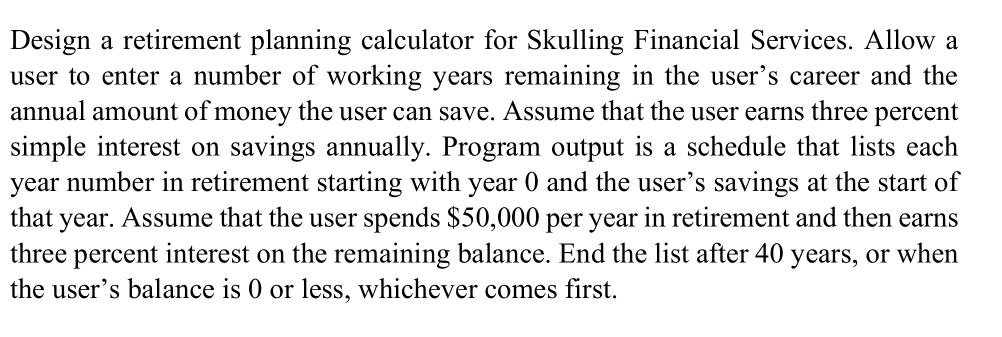 Design a retirement planning calculator for Skulling Financial Services. Allow a
user to enter a number of working years remaining in the user’s career and the
annual amount of money the user can save. Assume that the user earns three percent
simple interest on savings annually. Program output is a schedule that lists each
year number in retirement starting with year 0 and the user’s savings at the start of
that year. Assume that the user spends $50,000 per year in retirement and then earns
three percent interest on the remaining balance. End the list after 40 years, or when
the user’s balance is 0 or less, whichever comes first.